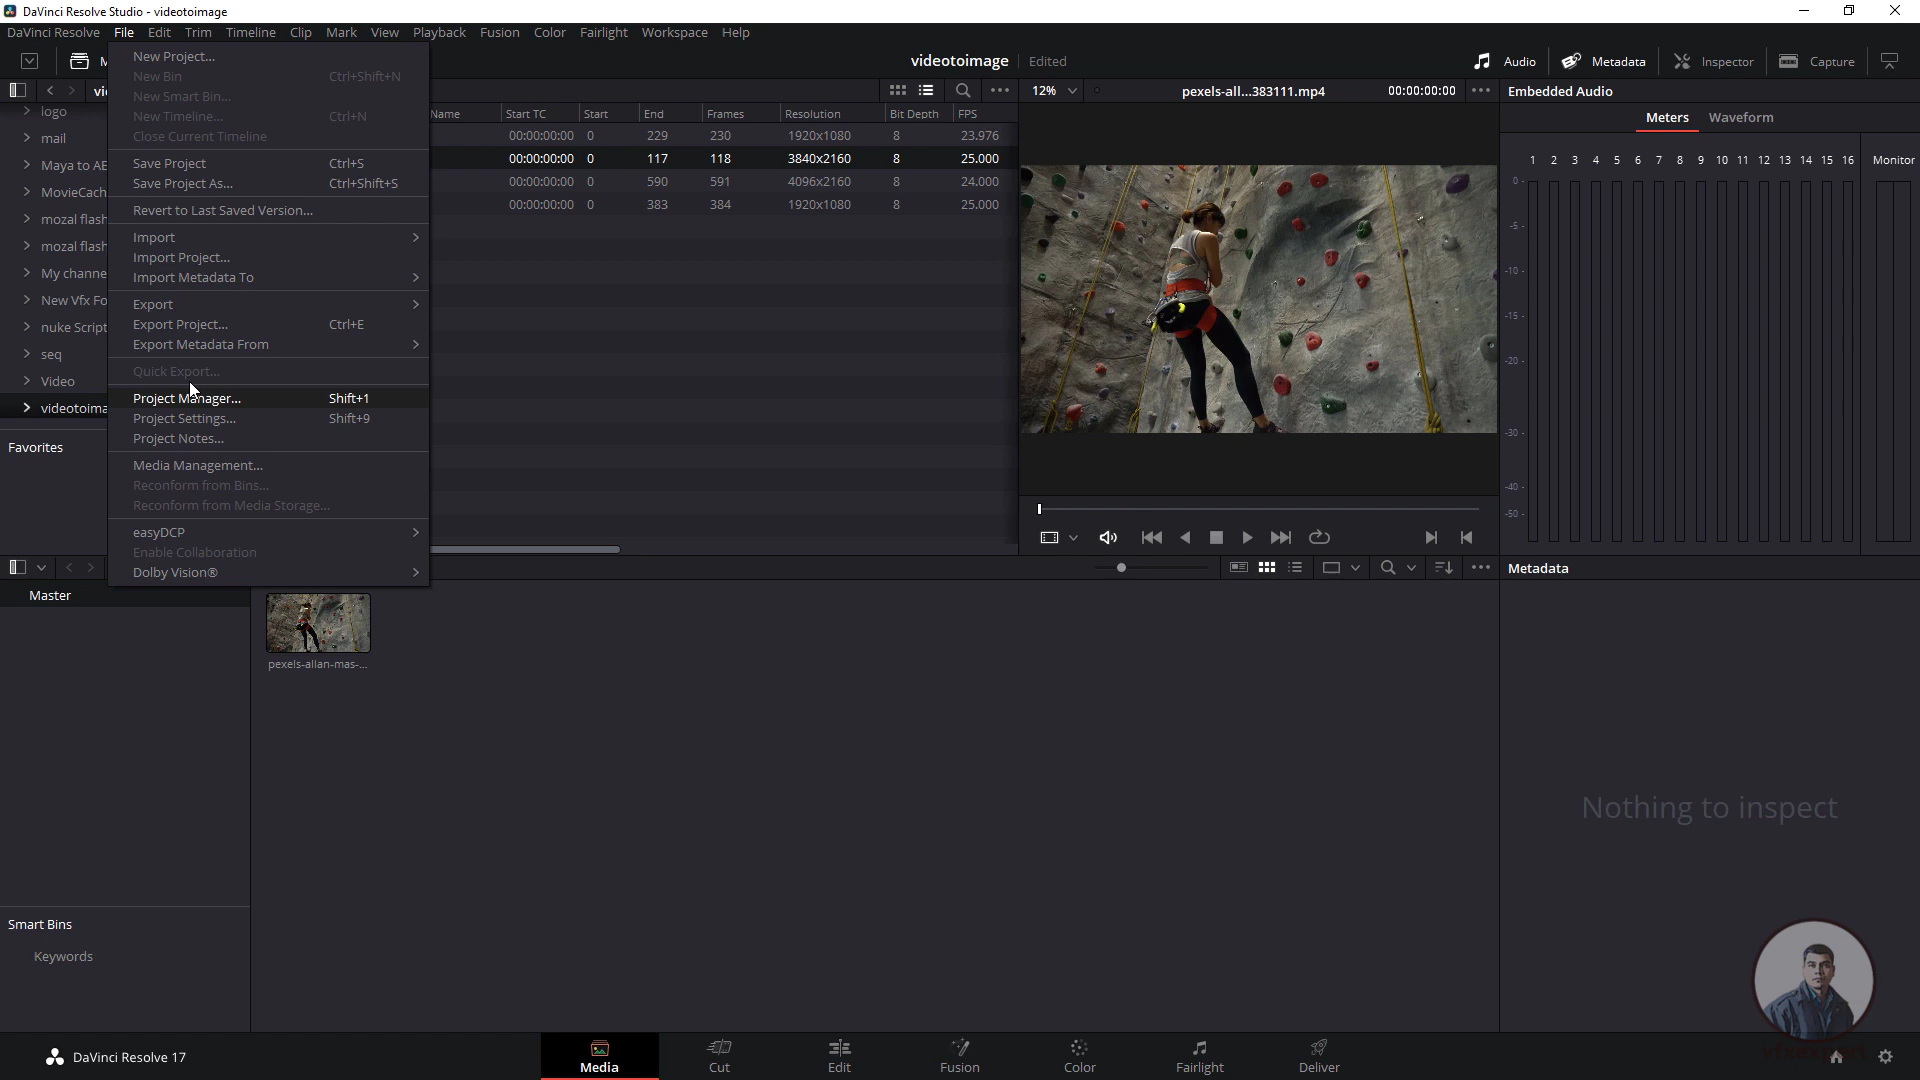 DaVinci Resolve Studio - videotoimage
DaVinci Resolve File Edit Trim Timeline Clip Mark View Playback Fusion Color Fairlight Workspace Help
videotoimage Edited
Audio Metadata Inspector Capture
New Project...
New Bin Ctrl+Shift+N
New Smart Bin...
New Timeline... Ctrl+N
Close Current Timeline
Save Project Ctrl+S
Save Project As... Ctrl+Shift+S
Revert to Last Saved Version...
Import
Import Project...
Import Metadata To
Export
Export Project... Ctrl+E
Export Metadata From
Quick Export...
Project Manager... Shift+1
Project Settings... Shift+9
Project Notes...
Media Management...
Reconform from Bins...
Reconform from Media Storage...
easyDCP
Enable Collaboration
Dolby Vision®
logo
mail
Maya to AE
MovieCach
mozal flash
mozal flash
My channe
New Vfx Fo
nuke Script
seq
Video
videotoima
Favorites
Name Start TC Start End Frames Resolution Bit Depth FPS
00:00:00:00 0 229 230 1920x1080 8 23.976
00:00:00:00 0 117 118 3840x2160 8 25.000
00:00:00:00 0 590 591 4096x2160 8 24.000
00:00:00:00 0 383 384 1920x1080 8 25.000
12% pexels-all...383111.mp4 00:00:00:00
Embedded Audio
Meters Waveform
1 2 3 4 5 6 7 8 9 10 11 12 13 14 15 16 Monitor
0
-5
-10
-15
-20
-30
-40
-50
Master
pexels-allan-mas-...
Metadata
Nothing to inspect
Smart Bins
Keywords
DaVinci Resolve 17
Media Cut Edit Fusion Color Fairlight Deliver